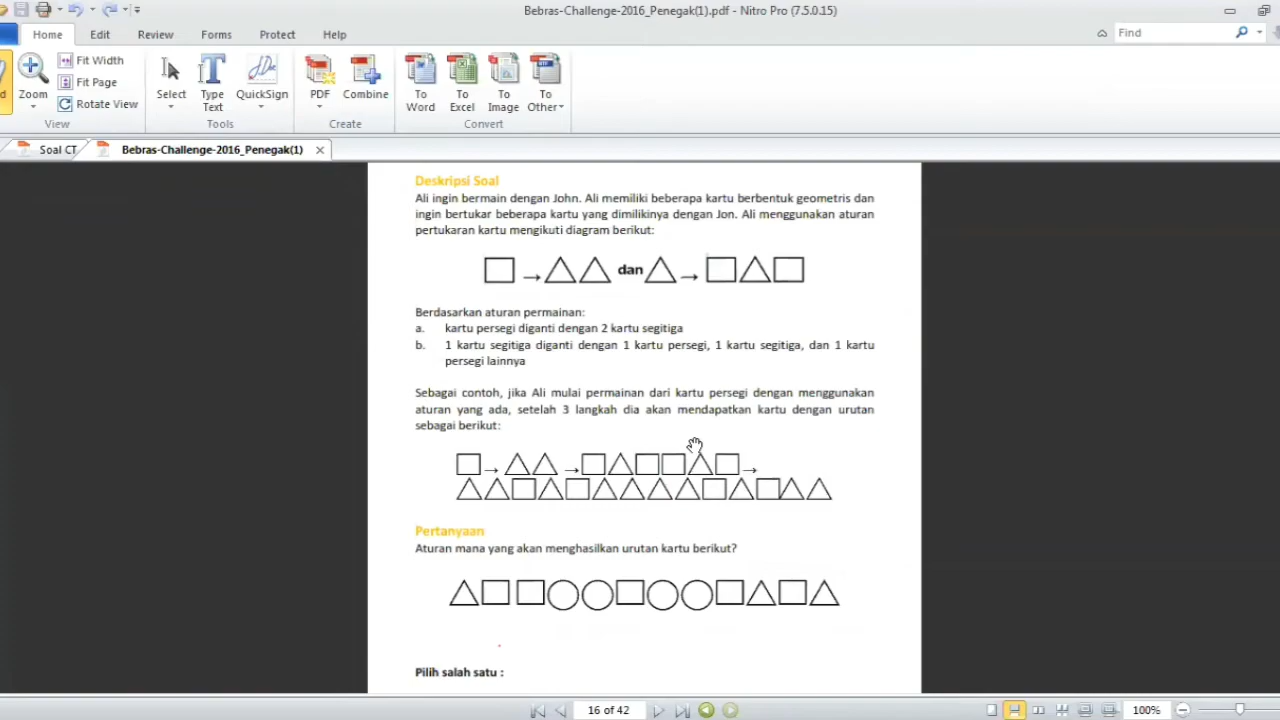 Bebras-Challenge-2016_Penegak(1).pdf - Nitro Pro (7.5.0.15)
Home Edit Review Forms Protect Help Find
Fit Width
Fit Page
Rotate View
Zoom Select Type Text QuickSign PDF Combine To Word To Excel To Image To Other
View Tools Create Convert
Soal CT Bebras-Challenge-2016_Penegak(1)
Deskripsi Soal
Ali ingin bermain dengan John. Ali memiliki beberapa kartu berbentuk geometris dan
ingin bertukar beberapa kartu yang dimilikinya dengan Jon. Ali menggunakan aturan
pertukaran kartu mengikuti diagram berikut:
dan
Berdasarkan aturan permainan:
a. kartu persegi diganti dengan 2 kartu segitiga
b. 1 kartu segitiga diganti dengan 1 kartu persegi, 1 kartu segitiga, dan 1 kartu
persegi lainnya
Sebagai contoh, jika Ali mulai permainan dari kartu persegi dengan menggunakan
aturan yang ada, setelah 3 langkah dia akan mendapatkan kartu dengan urutan
sebagai berikut:
Pertanyaan
Aturan mana yang akan menghasilkan urutan kartu berikut?
Pilih salah satu :
16 of 42 100%